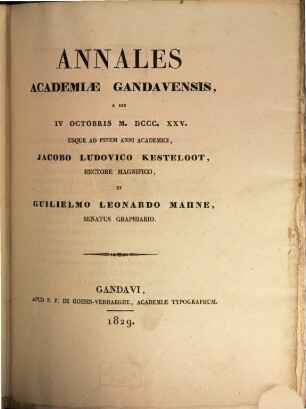 ANNALES
ACADEMIÆ GANDAVENSIS,
A DIE
IV OCTOBRIS M. DCCC. XXV.
USQUE AD FINEM ANNI ACADEMICI,
JACOBO LUDOVICO KESTELOOT,
RECTORE MAGNIFICO,
ET
GUILIELMO LEONARDO MAHNE,
SENATUS GRAPHIARIO.
GANDAVI,
APUD P. F. DE GOESIN-VERHAEGHE, ACADEMIÆ TYPOGRAPHUM.
1829.